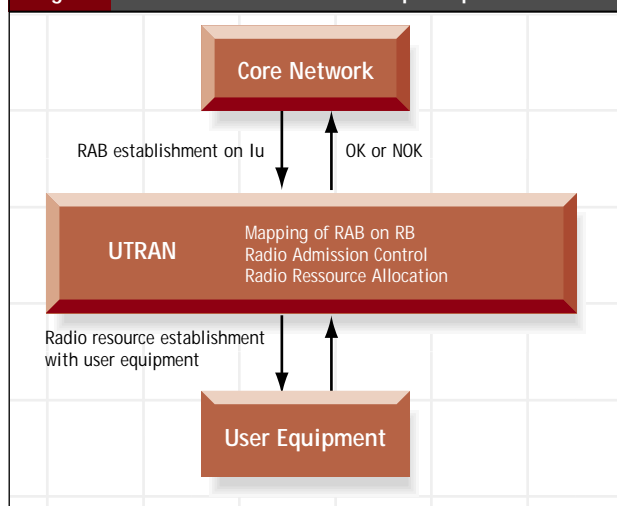 Core Network
RAB establishment on Iu
OK or NOK
UTRAN
Mapping of RAB on RB
Radio Admission Control
Radio Ressource Allocation
Radio resource establishment
with user equipment
User Equipment